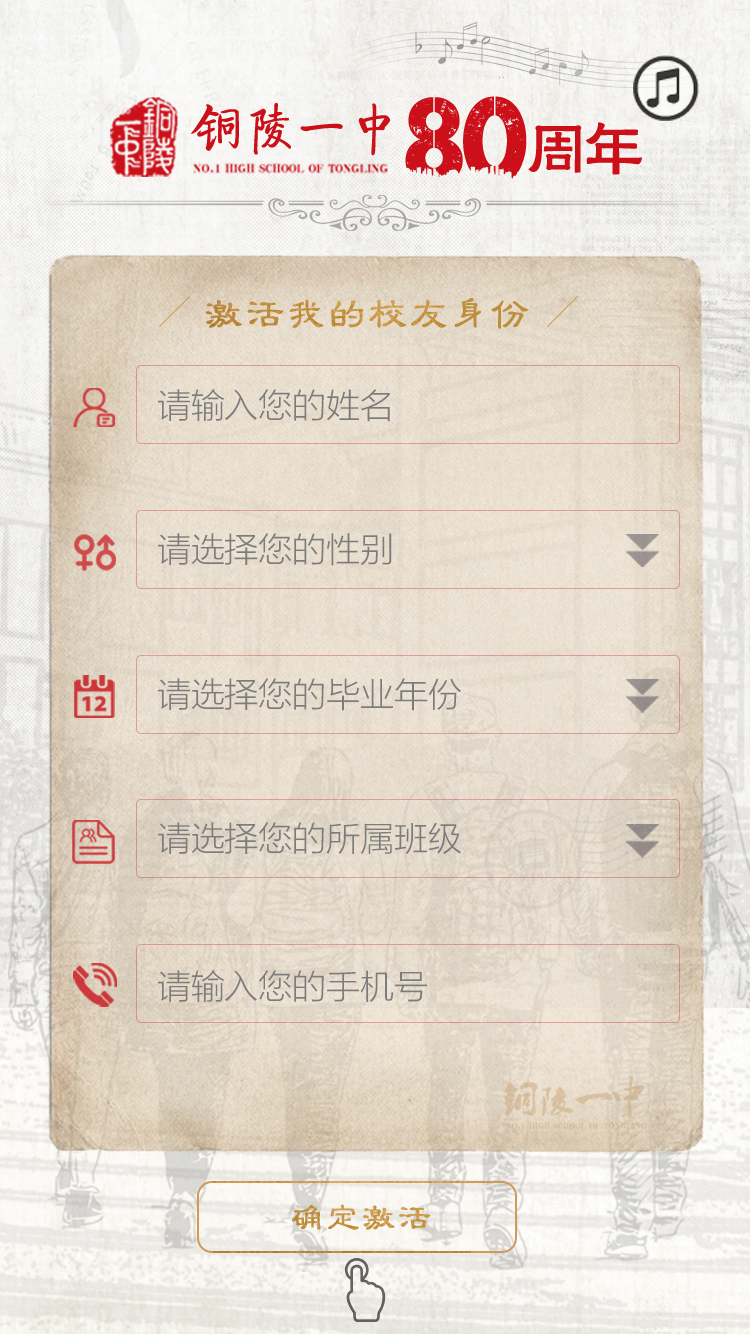 銅陵一中
铜陵一中 80周年
NO.1 HIGH SCHOOL OF TONGLING
激活我的校友身份
请输入您的姓名
请选择您的性别
请选择您的毕业年份
12
请选择您的所属班级
请输入您的手机号
铜陵一中
NO.1 HIGH SCHOOL OF TONGLING
确定激活